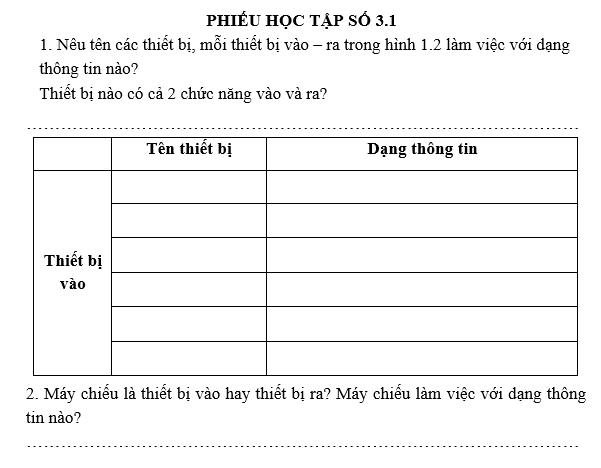 PHIẾU HỌC TẬP SỐ 3.1
1. Nêu tên các thiết bị, mỗi thiết bị vào – ra trong hình 1.2 làm việc với dạng
thông tin nào?
Thiết bị nào có cả 2 chức năng vào và ra?
Tên thiết bị Dạng thông tin
Thiết bị
vào
2. Máy chiếu là thiết bị vào hay thiết bị ra? Máy chiếu làm việc với dạng thông
tin nào?